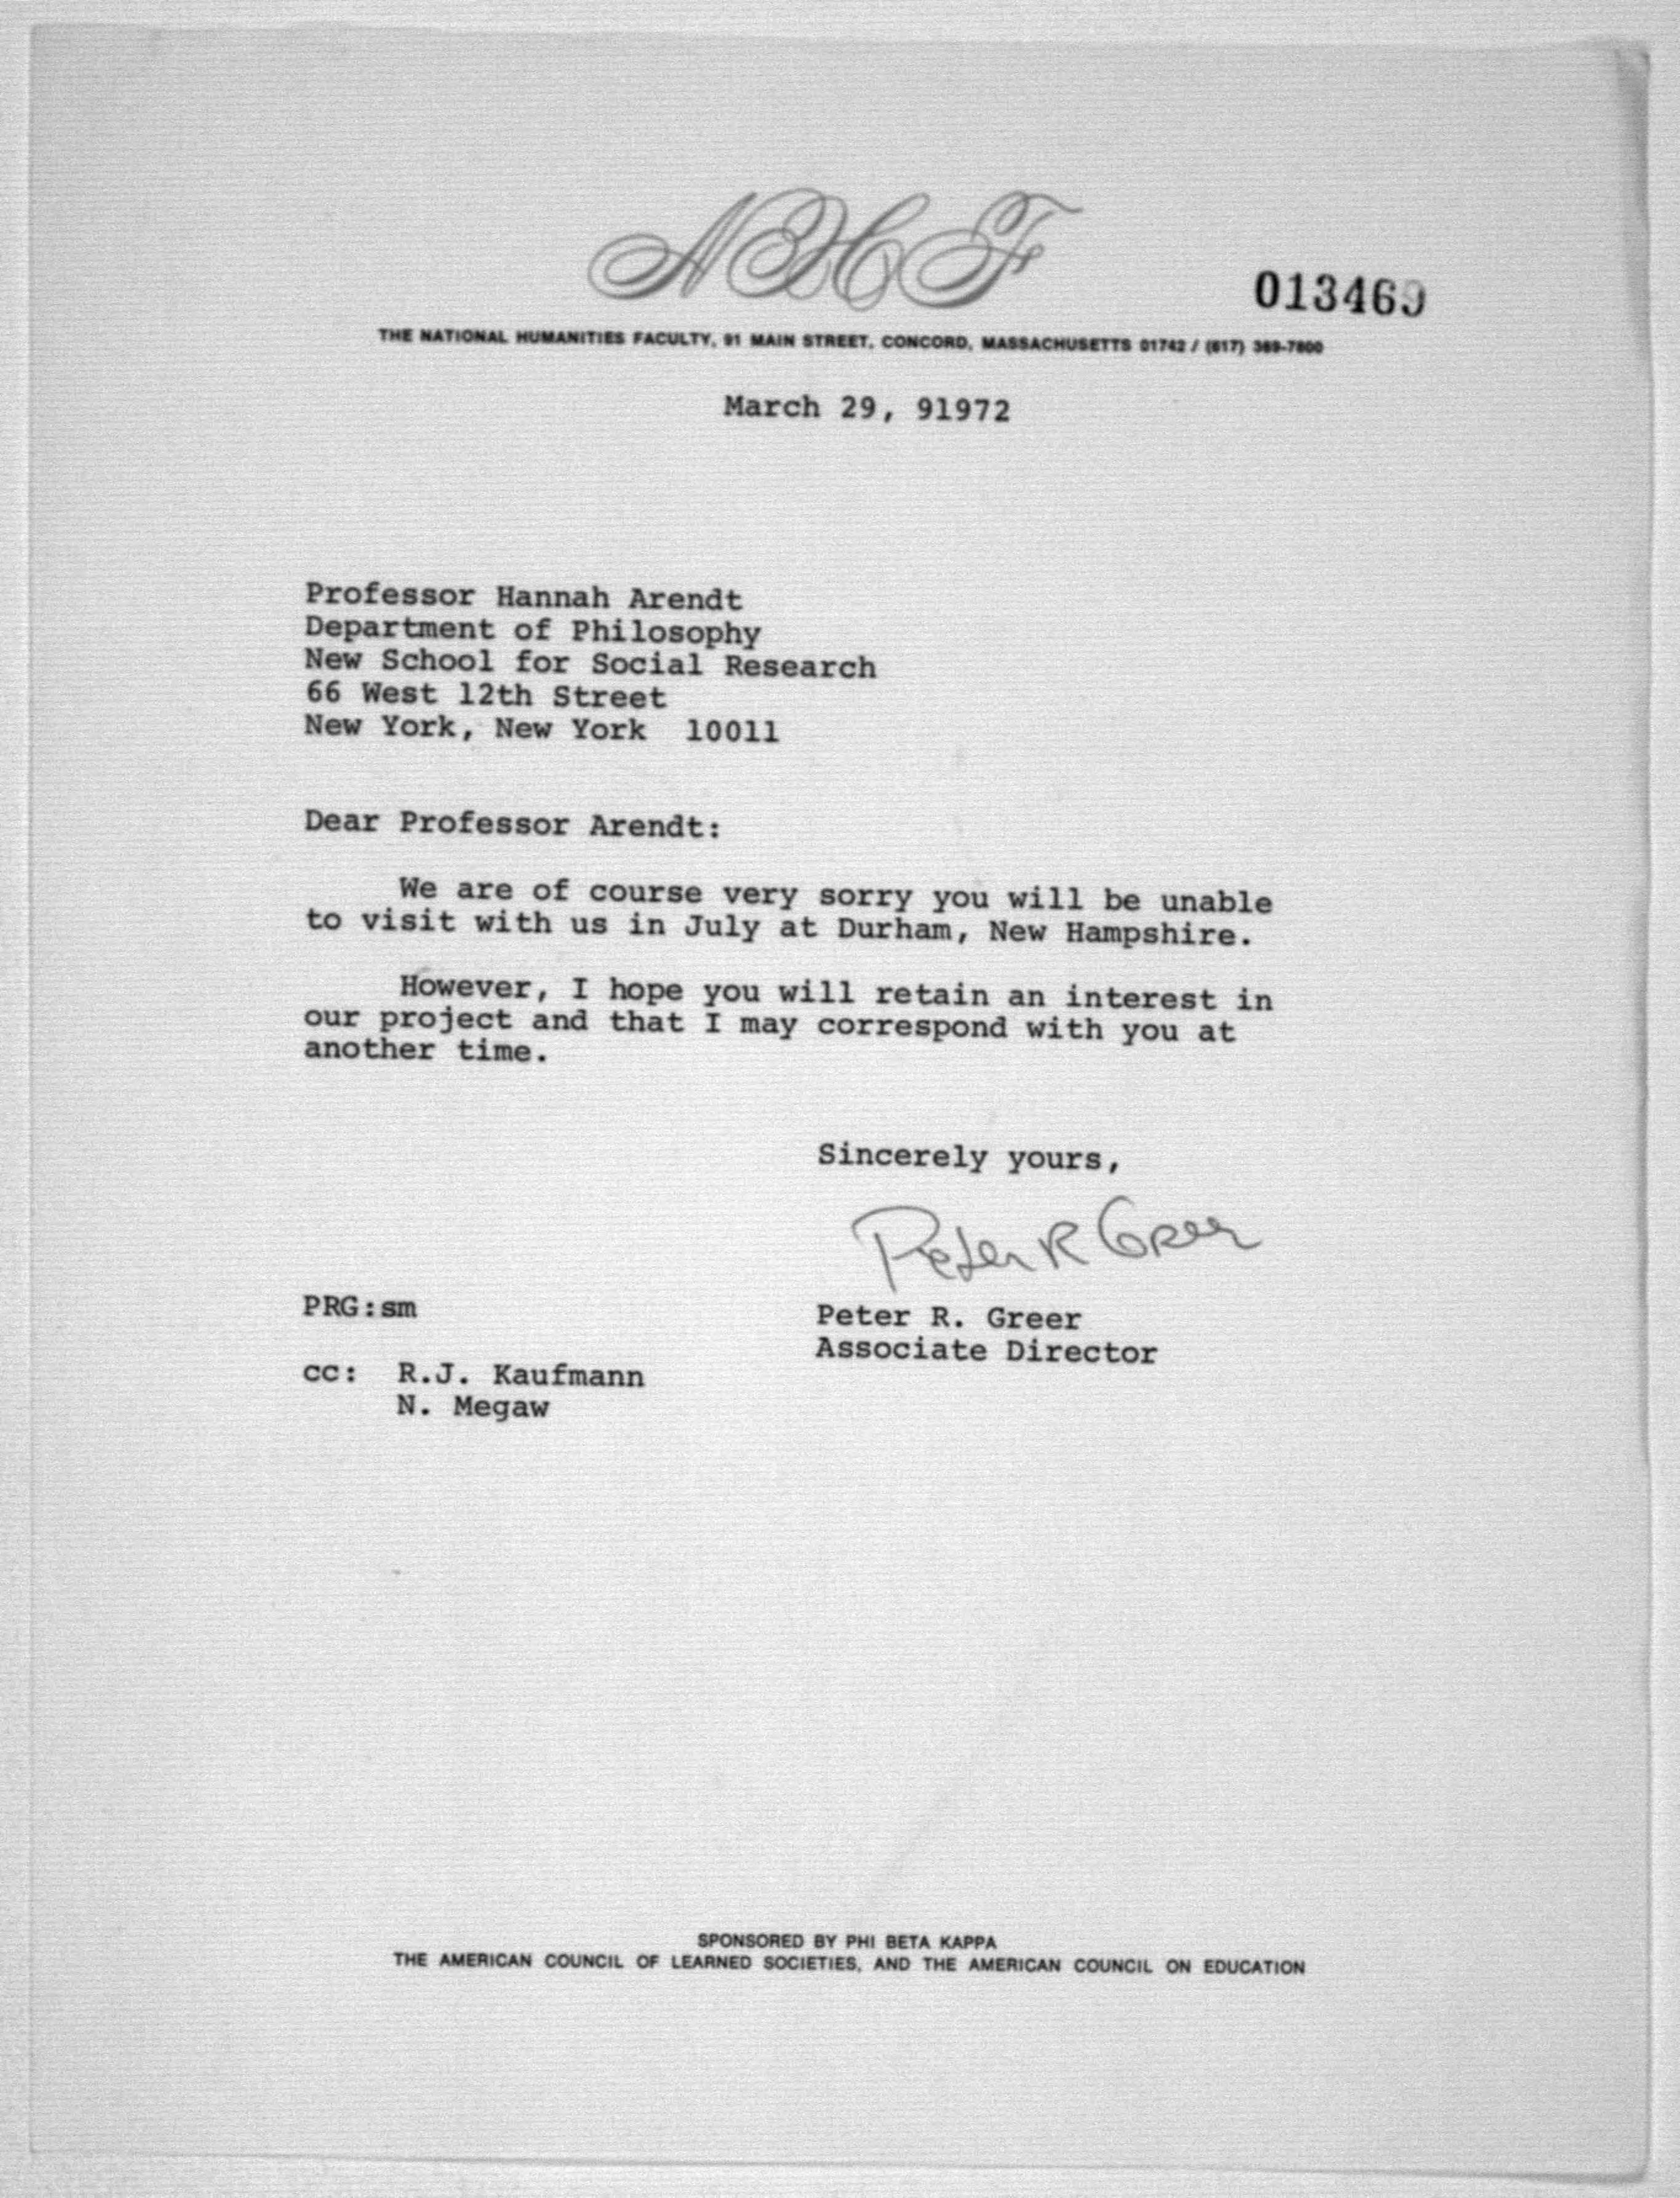 NHF
013469
THE NATIONAL HUMANITIES FACULTY, 91 MAIN STREET, CONCORD, MASSACHUSETTS 01742 / (617) 369-7800
March 29, 91972
Professor Hannah Arendt
Department of Philosophy
New School for Social Research
66 West 12th Street
New York, New York 10011
Dear Professor Arendt:
We are of course very sorry you will be unable
to visit with us in July at Durham, New Hampshire.
However, I hope you will retain an interest in
our project and that I may correspond with you at
another time.
Sincerely yours,
Peter R Greer
Peter R. Greer
Associate Director
PRG:sm
cc: R.J. Kaufmann
N. Megaw
SPONSORED BY PHI BETA KAPPA
THE AMERICAN COUNCIL OF LEARNED SOCIETIES, AND THE AMERICAN COUNCIL ON EDUCATION